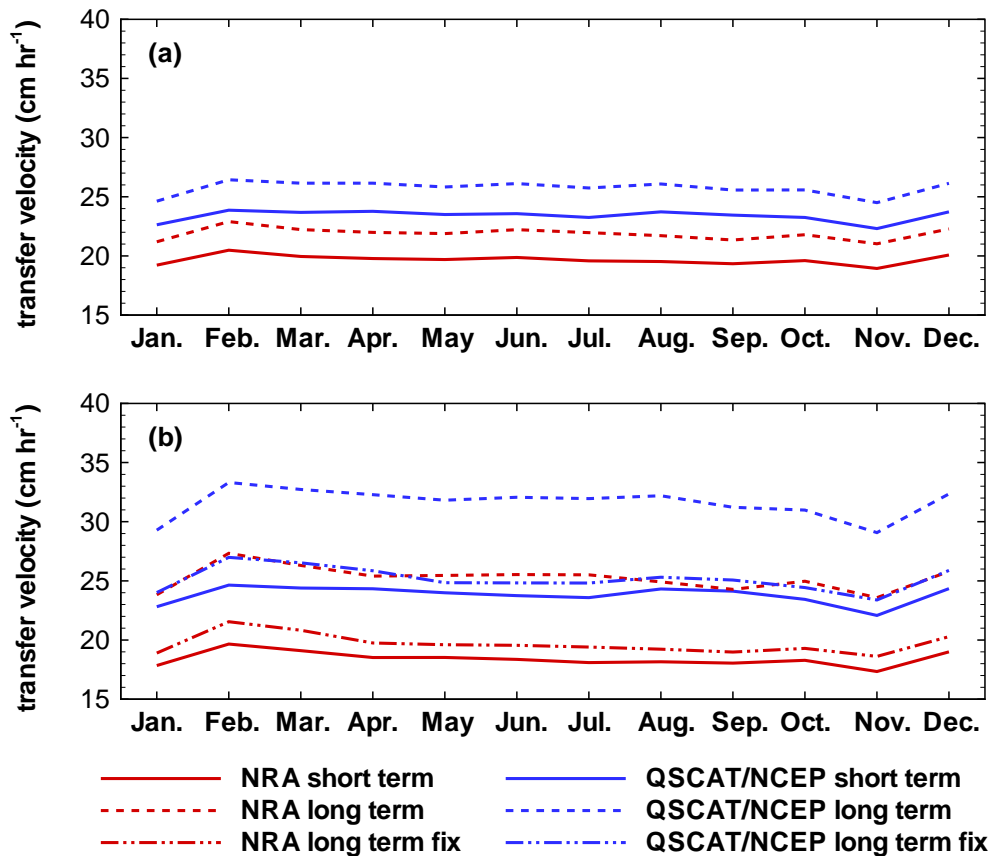 transfer velocity (cm hr⁻¹)
40
35
30
25
20
15
(a)
Jan. Feb. Mar. Apr. May Jun. Jul. Aug. Sep. Oct. Nov. Dec.
transfer velocity (cm hr⁻¹)
40
35
30
25
20
15
(b)
Jan. Feb. Mar. Apr. May Jun. Jul. Aug. Sep. Oct. Nov. Dec.
NRA short term
NRA long term
NRA long term fix
QSCAT/NCEP short term
QSCAT/NCEP long term
QSCAT/NCEP long term fix